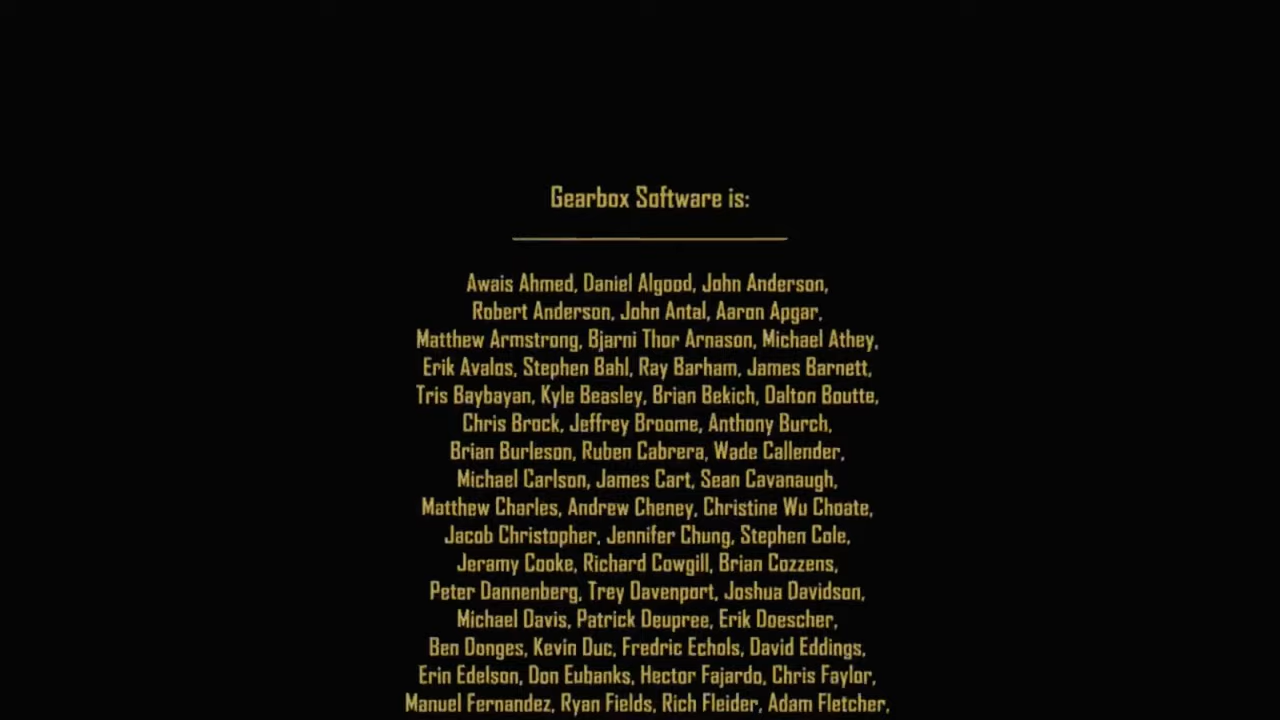 Gearbox Software is:
Awais Ahmed, Daniel Algood, John Anderson,
Robert Anderson, John Antal, Aaron Apgar,
Matthew Armstrong, Bjarni Thor Arnason, Michael Athey,
Erik Avalos, Stephen Bahl, Ray Barham, James Barnett,
Tris Baybayan, Kyle Beasley, Brian Bekich, Dalton Boutte,
Chris Brock, Jeffrey Broome, Anthony Burch,
Brian Burleson, Ruben Cabrera, Wade Callender,
Michael Carlson, James Cart, Sean Cavanaugh,
Matthew Charles, Andrew Cheney, Christine Wu Choate,
Jacob Christopher, Jennifer Chung, Stephen Cole,
Jeramy Cooke, Richard Cowgill, Brian Cozzens,
Peter Dannenberg, Trey Davenport, Joshua Davidson,
Michael Davis, Patrick Deupree, Erik Doescher,
Ben Donges, Kevin Duc, Fredric Echols, David Eddings,
Erin Edelson, Don Eubanks, Hector Fajardo, Chris Faylor,
Manuel Fernandez, Ryan Fields, Rich Fleider, Adam Fletcher,